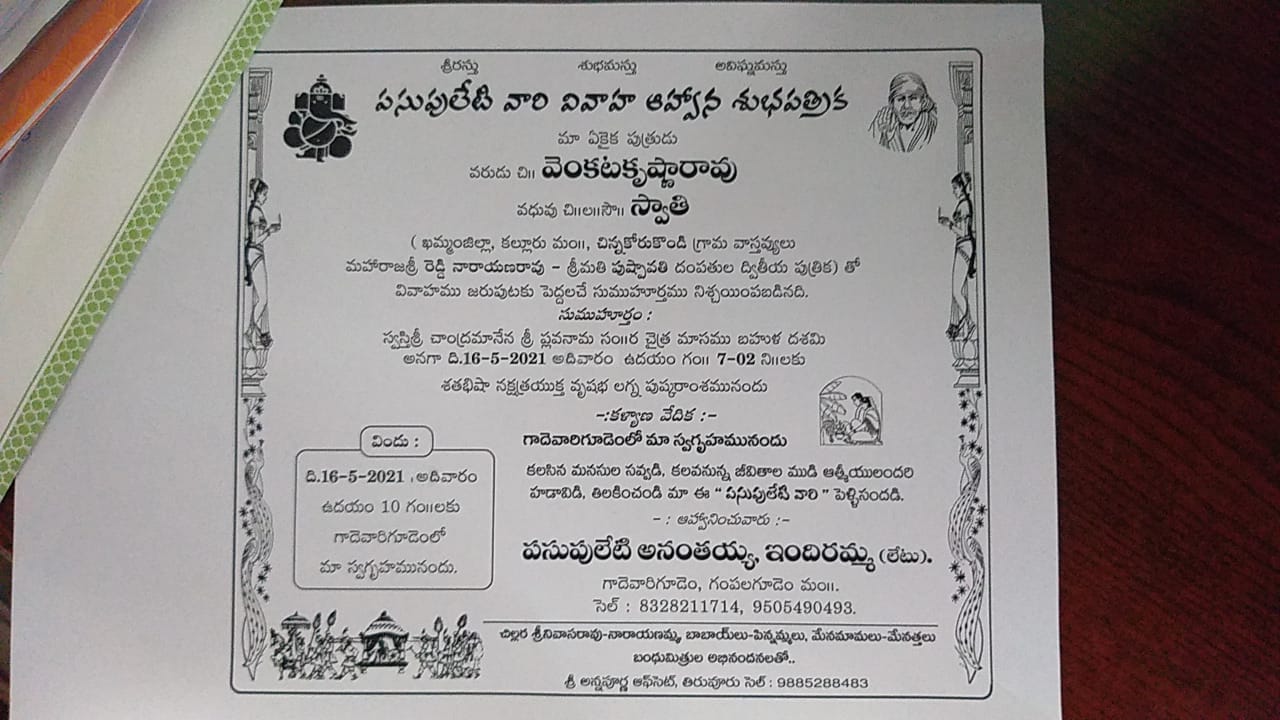 శ్రీరస్తు శుభమస్తు అవిఘ్నమస్తు
పసుపులేటి వారి వివాహ ఆహ్వాన శుభపత్రిక
మా ఏకైక పుత్రుడు
వరుడు చి॥ వెంకటకృష్ణారావు
వధువు చి॥ల॥సౌ॥ స్వాతి
( ఖమ్మంజిల్లా, కల్లూరు మం॥, చిన్నకోరుకొండి గ్రామ వాస్తవ్యులు
మహారాజశ్రీ రెడ్డి నారాయణరావు - శ్రీమతి పుష్పావతి దంపతుల ద్వితీయ పుత్రిక) తో
వివాహము జరుపుటకు పెద్దలచే సుముహూర్తము నిశ్చయింపబడినది.
సుముహూర్తం :
స్వస్తిశ్రీ చాంద్రమానేన శ్రీ ప్లవనామ సం॥ర చైత్ర మాసము బహుళ దశమి
అనగా ది.16-5-2021 అదివారం ఉదయం గం॥ 7-02 ని॥లకు
శతభిషా నక్షత్రయుక్త వృషభ లగ్న పుష్కరాంశమునందు
-:కళ్యాణ వేదిక :-
గాదెవారిగూడెంలో మా స్వగృహమునందు
కలసిన మనసుల సవ్వడి, కలవనున్న జీవితాల ముడి ఆత్మీయులందరి
హడావిడి, తిలకించండి మా ఈ " పసుపులేటి వారి " పెళ్ళిసందడి.
- : ఆహ్వానించువారు :-
పసుపులేటి అనంతయ్య, ఇందిరమ్మ (లేటు).
గాదెవారిగూడెం, గంపలగూడెం మం॥.
సెల్ : 8328211714, 9505490493.
విందు :
ది.16-5-2021, అదివారం
ఉదయం 10 గం॥లకు
గాదెవారిగూడెంలో
మా స్వగృహమునందు.
చిల్లర శ్రీనివాసరావు-నారాయణమ్మ, బాబాయ్‌లు-పిన్నమ్మలు, మేనమామలు-మేనత్తలు
బంధుమిత్రుల అభినందనలతో..
శ్రీ అన్నపూర్ణ ఆఫ్‌సెట్, తిరువూరు సెల్ : 9885288483